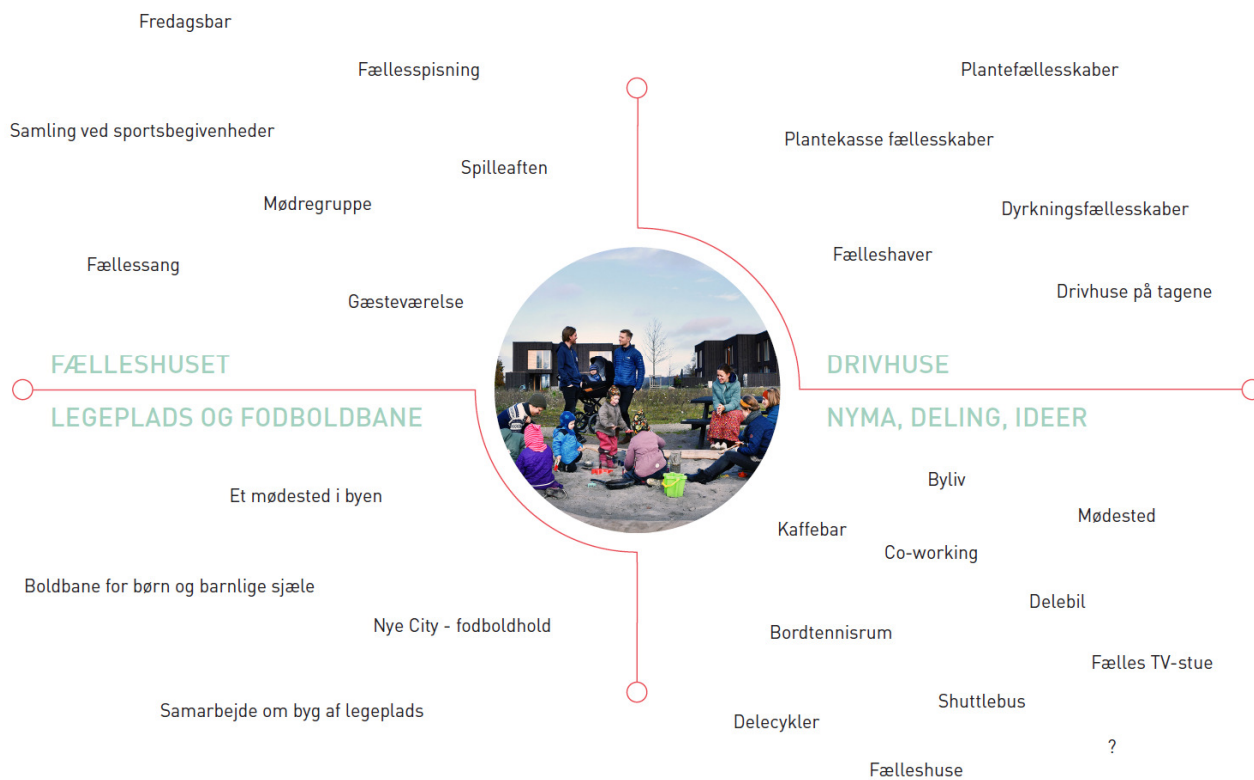 Fredagsbar
Fællesspisning
Samling ved sportsbegivenheder
Spilleaften
Mødregruppe
Fællessang
Gæsteværelse
FÆLLESHUSET
LEGEPLADS OG FODBOLDBANE
Et mødested i byen
Boldbane for børn og barnlige sjæle
Nye City - fodboldhold
Samarbejde om byg af legeplads
Plantefællesskaber
Plantekasse fællesskaber
Dyrkningsfællesskaber
Fælleshaver
Drivhuse på tagene
DRIVHUSE
NYMA, DELING, IDEER
Byliv
Mødested
Kaffebar
Co-working
Delebil
Bordtennisrum
Fælles TV-stue
Shuttlebus
Delecykler
?
Fælleshuse